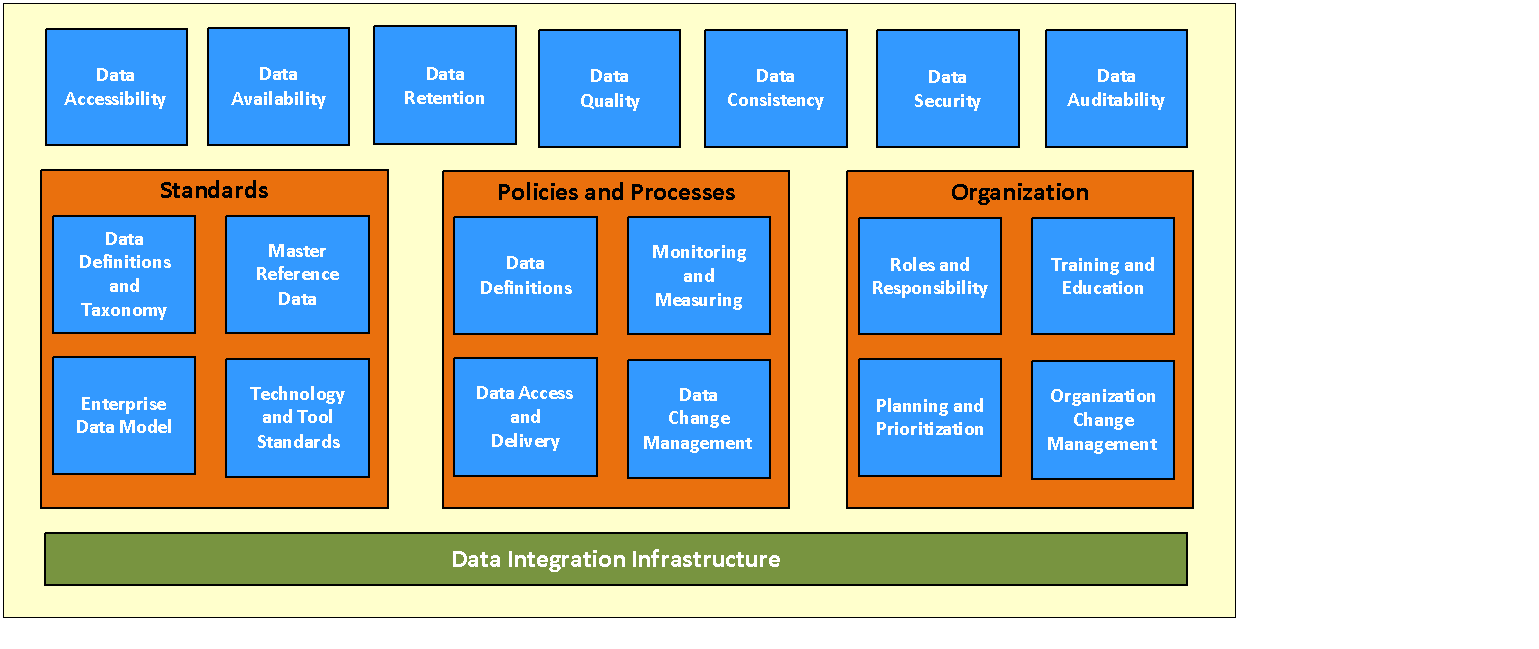 Data
Accessibility
Data
Availability
Data
Retention
Data
Quality
Data
Consistency
Data
Security
Data
Auditability
Standards
Data
Definitions
and
Taxonomy
Master
Reference
Data
Enterprise
Data Model
Technology
and Tool
Standards
Policies and Processes
Data
Definitions
Monitoring
and
Measuring
Data Access
and
Delivery
Data
Change
Management
Organization
Roles and
Responsibility
Training and
Education
Planning and
Prioritization
Organization
Change
Management
Data Integration Infrastructure